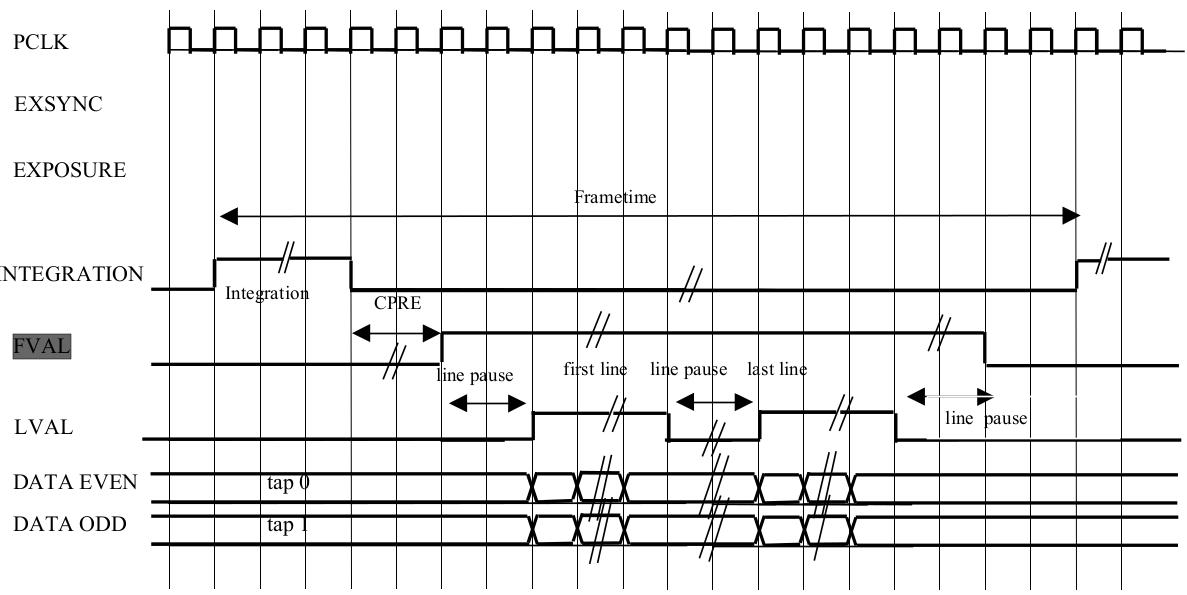 PCLK
EXSYNC
EXPOSURE
Frametime
INTEGRATION
Integration
CPRE
FVAL
line pause
first line
line pause
last line
LVAL
line pause
DATA EVEN
tap 0
DATA ODD
tap 1